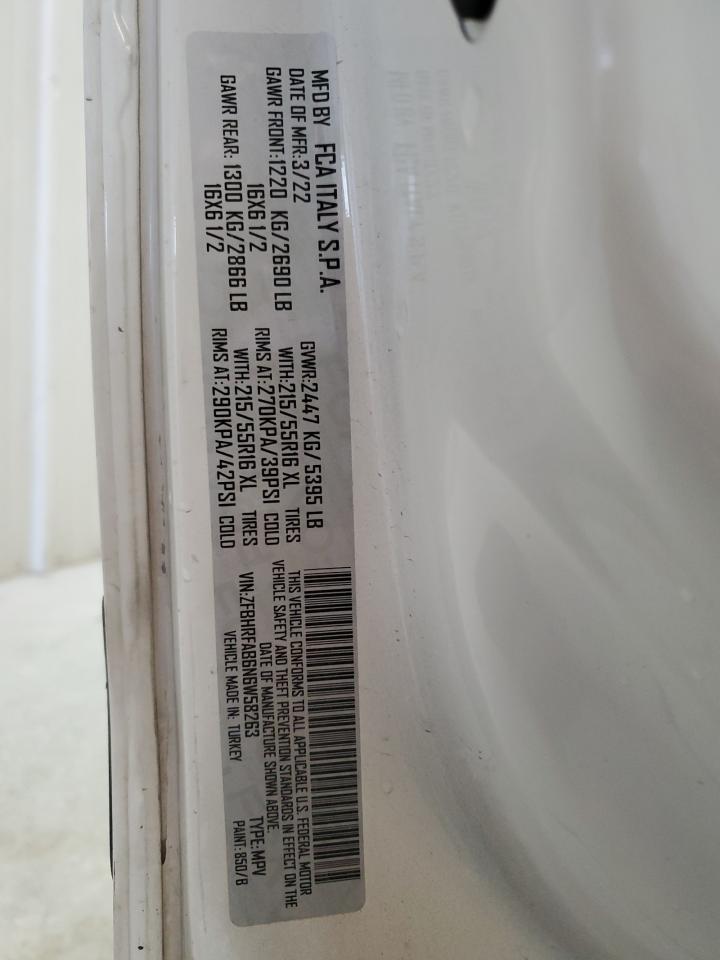 MFD BY FCA ITALY S.P.A.
DATE OF MFR:3/22 GVWR:2447 KG/5395 LB
GAWR FRONT:1220 KG/2690 LB WITH:215/55R16 XL TIRES
16X6 1/2 RIMS AT:270KPA/39PSI COLD
GAWR REAR: 1300 KG/2866 LB WITH:215/55R16 XL TIRES
16X6 1/2 RIMS AT:290KPA/42PSI COLD
THIS VEHICLE CONFORMS TO ALL APPLICABLE U.S. FEDERAL MOTOR
VEHICLE SAFETY AND THEFT PREVENTION STANDARDS IN EFFECT ON THE
DATE OF MANUFACTURE SHOWN ABOVE.
VIN:ZFBHRFAB6N6W58263 TYPE:MPV
VEHICLE MADE IN: TURKEY PAINT:850/B